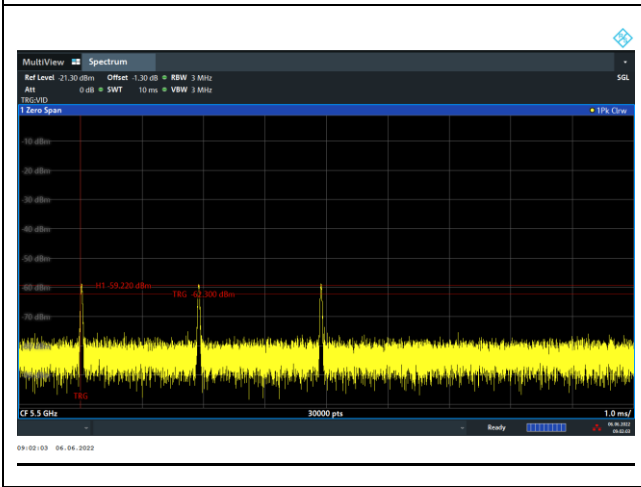 MultiView Spectrum
Ref Level -21.30 dBm Offset -1.30 dB RBW 3 MHz SGL
Att 0 dB SWT 10 ms VBW 3 MHz
TRG:VID
1 Zero Span 1Pk Clrw
-10 dBm
-20 dBm
-30 dBm
-40 dBm
-50 dBm
H1 -59.220 dBm
-60 dBm
TRG -62.300 dBm
-70 dBm
TRG
CF 5.5 GHz 30000 pts 1.0 ms/
Ready 06.06.2022
09:02:03
09:02:03 06.06.2022